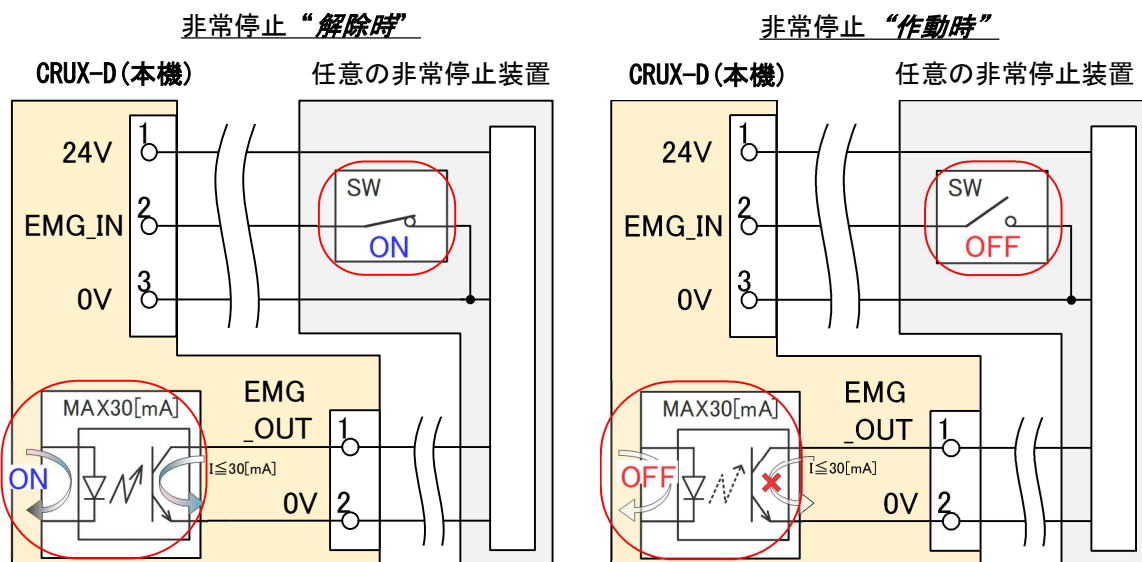 非常停止 “解除時”
CRUX-D(本機)
任意の非常停止装置
1
24V
SW
2
EMG_IN
ON
3
0V
EMG
MAX30[mA]
_OUT
1
I≦30[mA]
ON
0V
2
非常停止 “作動時”
CRUX-D(本機)
任意の非常停止装置
1
24V
SW
2
EMG_IN
OFF
3
0V
EMG
MAX30[mA]
_OUT
1
I≦30[mA]
OFF
0V
2